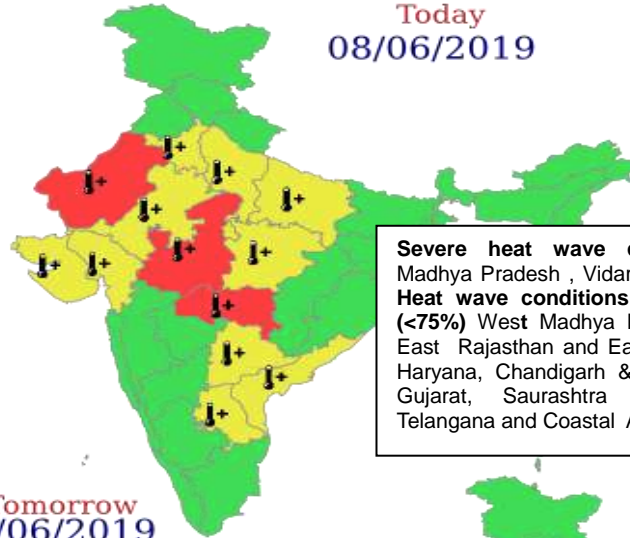 Today
08/06/2019
Severe heat wave
Madhya Pradesh , Vidar
Heat wave conditions
(<75%) West Madhya
East Rajasthan and Ea
Haryana, Chandigarh &
Gujarat, Saurashtra
Telangana and Coastal A
omorrow
/06/2019